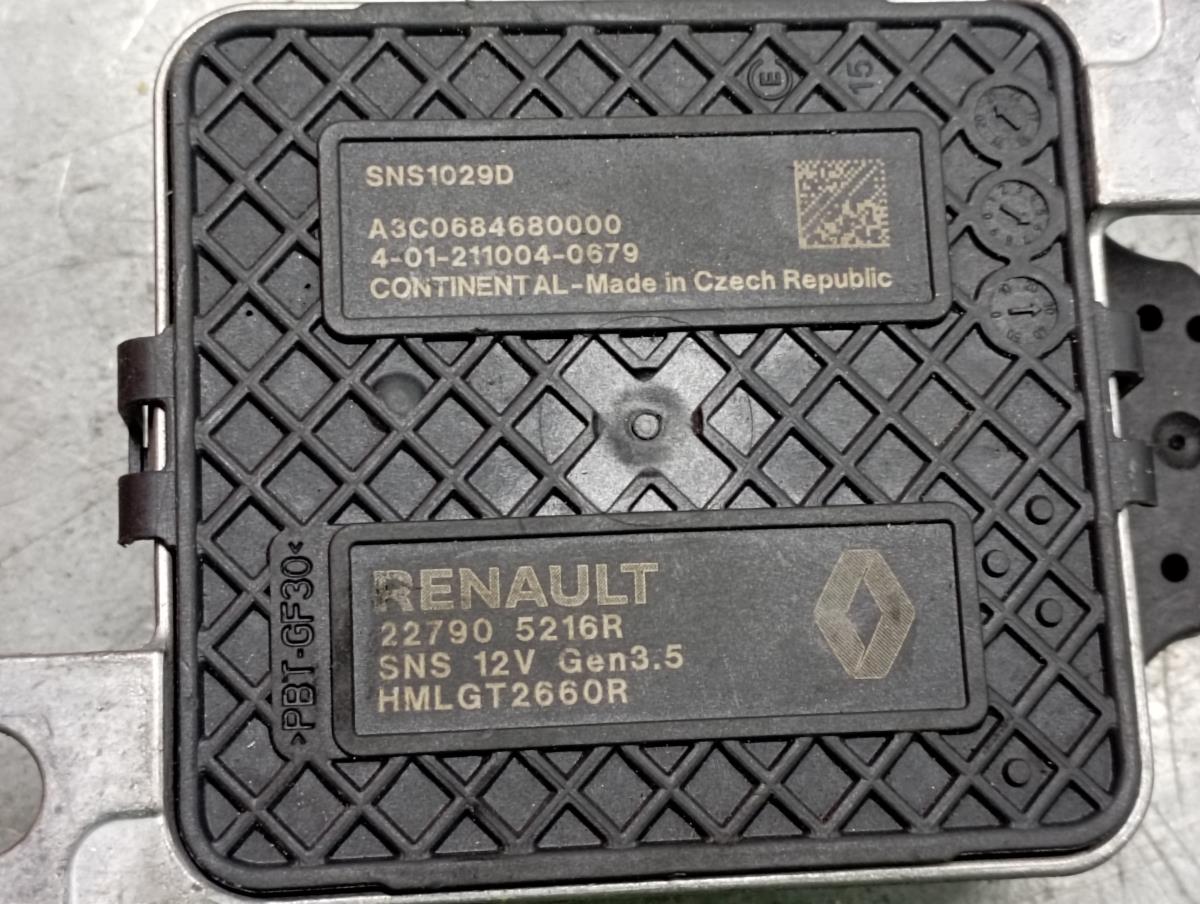 E
15
SNS1029D
A3C0684680000
4-01-211004-0679
CONTINENTAL-Made in Czech Republic
>PBT-GF30<
RENAULT
22790 5216R
SNS 12V Gen3.5
HMLGT2660R